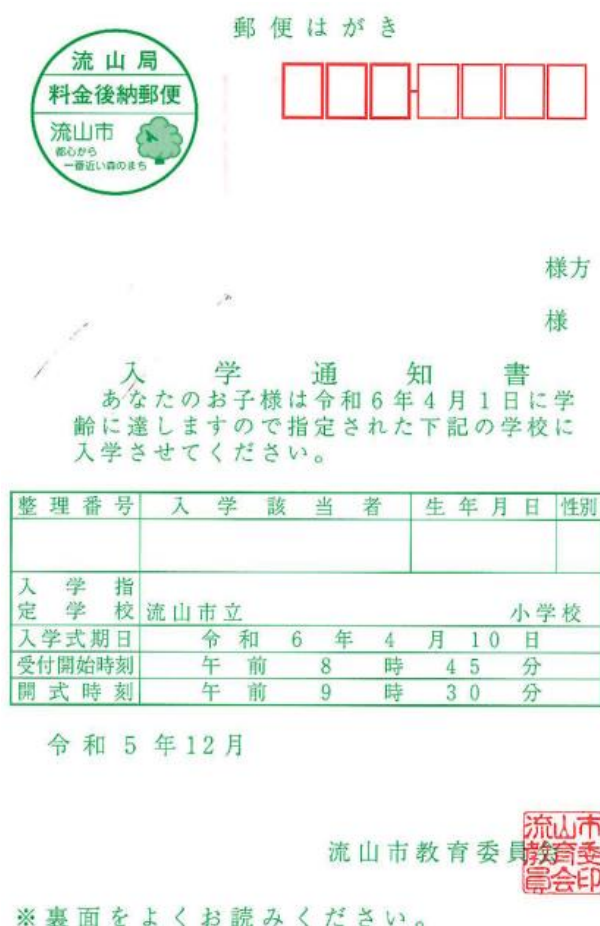 郵便はがき
流山局
料金後納郵便
流山市
都心から
一番近い森のまち
様方
様
入学通知書
あなたのお子様は令和6年4月1日に学
齢に達しますので指定された下記の学校に
入学させてください。
整理番号 入学該当者 生年月日 性別
入学指
定学校 流山市立 小学校
入学式期日 令和6年4月10日
受付開始時刻 午前8時45分
開式時刻 午前9時30分
令和5年12月
流山市教育委員会
流山市
教育委
員会印
※裏面をよくお読みください。